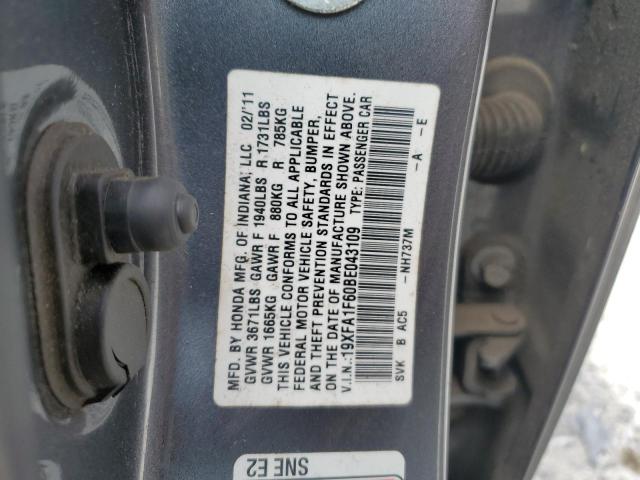 MFD. BY HONDA MFG. OF INDIANA, LLC 02/'11
GVWR 3671LBS GAWR F 1940LBS R 1731LBS
GVWR 1665KG GAWR F 880KG R 785KG
THIS VEHICLE CONFORMS TO ALL APPLICABLE
FEDERAL MOTOR VEHICLE SAFETY, BUMPER,
AND THEFT PREVENTION STANDARDS IN EFFECT
ON THE DATE OF MANUFACTURE SHOWN ABOVE.
V.I.N.:19XFA1F60BE043109 TYPE: PASSENGER CAR
SVK B AC5 -NH737M -A -E
SNE E2